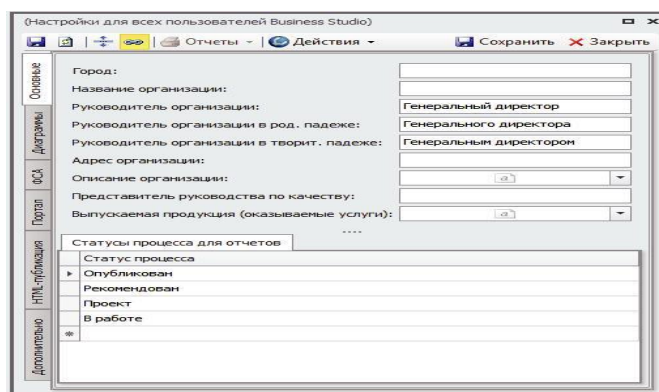 (Настройки для всех пользователей Business Studio)
Отчеты Действия Сохранить Закрыть
Основные
Диаграммы
ФСА
Портал
HTML-публикация
Дополнительно
Город:
Название организации:
Руководитель организации: Генеральный директор
Руководитель организации в род. падеже: Генерального директора
Руководитель организации в творит. падеже: Генеральным директором
Адрес организации:
Описание организации: a
Представитель руководства по качеству:
Выпускаемая продукция (оказываемые услуги): a
Статусы процесса для отчетов
Статус процесса
Опубликован
Рекомендован
Проект
В работе